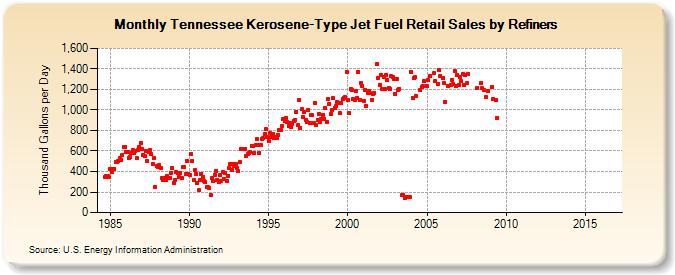 Monthly Tennessee Kerosene-Type Jet Fuel Retail Sales by Refiners
Thousand Gallons per Day
1,600
1,400
1,200
1,000
800
600
400
200
0
1985 1990 1995 2000 2005 2010 2015
Source: U.S. Energy Information Administration